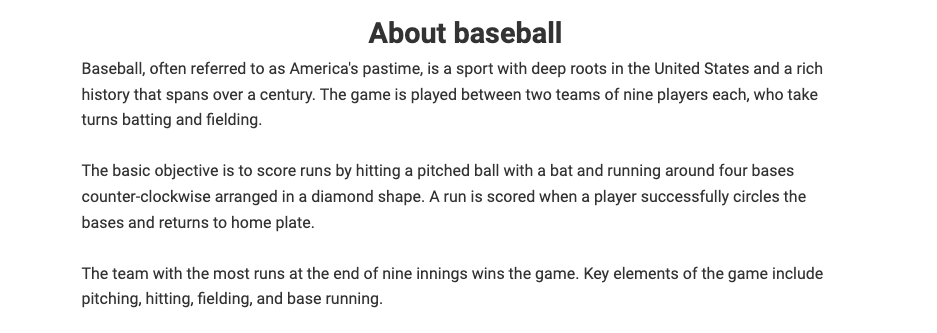 About baseball
Baseball, often referred to as America's pastime, is a sport with deep roots in the United States and a rich
history that spans over a century. The game is played between two teams of nine players each, who take
turns batting and fielding.
The basic objective is to score runs by hitting a pitched ball with a bat and running around four bases
counter-clockwise arranged in a diamond shape. A run is scored when a player successfully circles the
bases and returns to home plate.
The team with the most runs at the end of nine innings wins the game. Key elements of the game include
pitching, hitting, fielding, and base running.